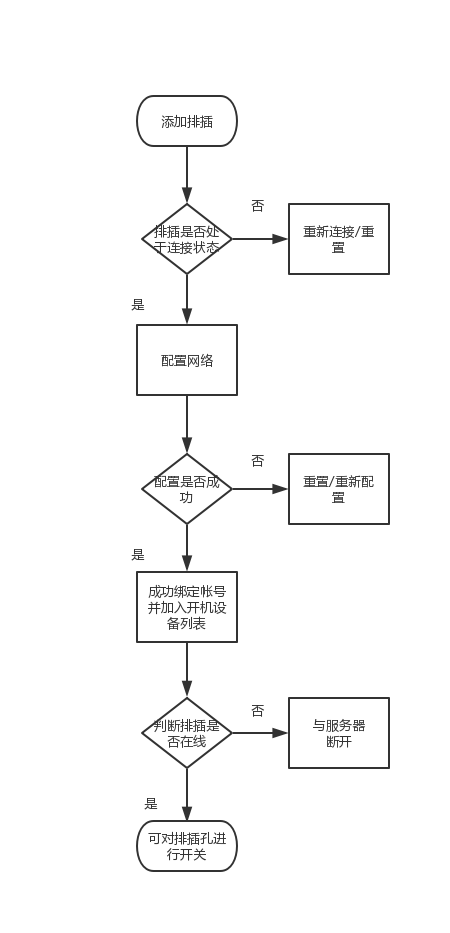 添加排插
否
排插是否处
于连接状态
重新连接/重
置
是
配置网络
否
配置是否成
功
重置/重新配
置
是
成功绑定帐号
并加入开机设
备列表
否
判断排插是
否在线
与服务器
断开
是
可对排插孔进
行开关